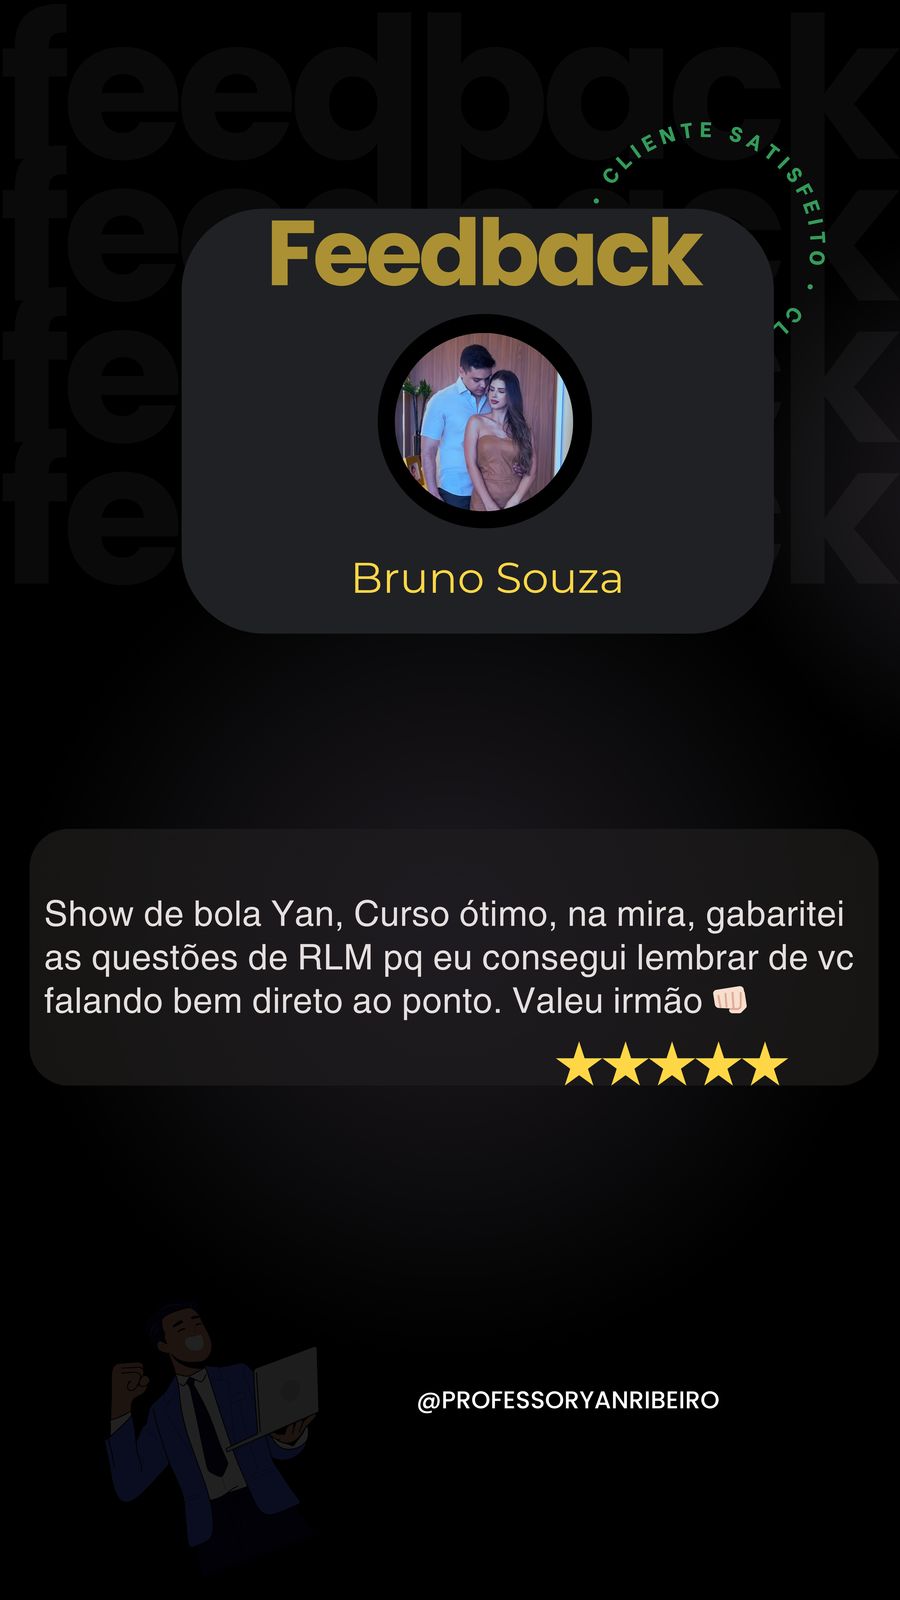 feedback
feedback
feedback
feedback
• CLIENTE SATISFEITO • CL
Feedback
Bruno Souza
Show de bola Yan, Curso ótimo, na mira, gabaritei
as questões de RLM pq eu consegui lembrar de vc
falando bem direto ao ponto. Valeu irmão 👊🏻
★★★★★
@PROFESSORYANRIBEIRO